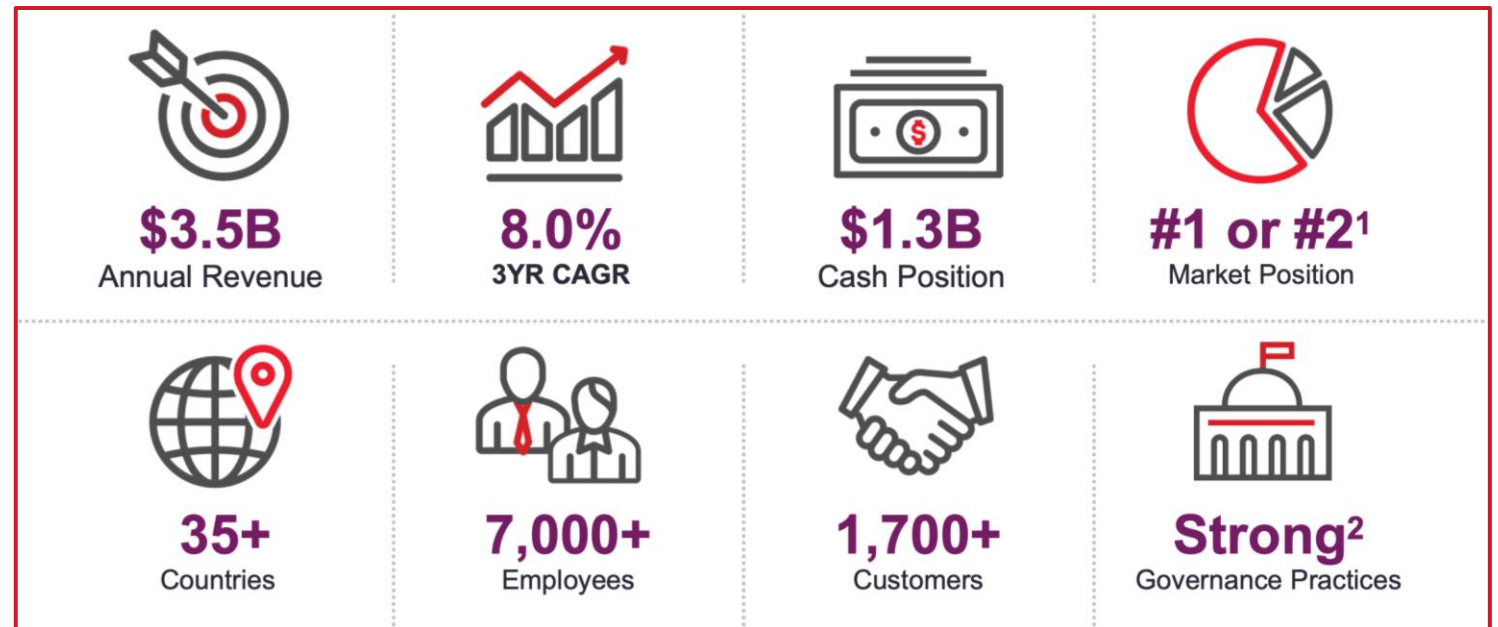 $3.5B
Annual Revenue
8.0%
3YR CAGR
$
$1.3B
Cash Position
#1 or #2¹
Market Position
35+
Countries
7,000+
Employees
1,700+
Customers
Strong²
Governance Practices